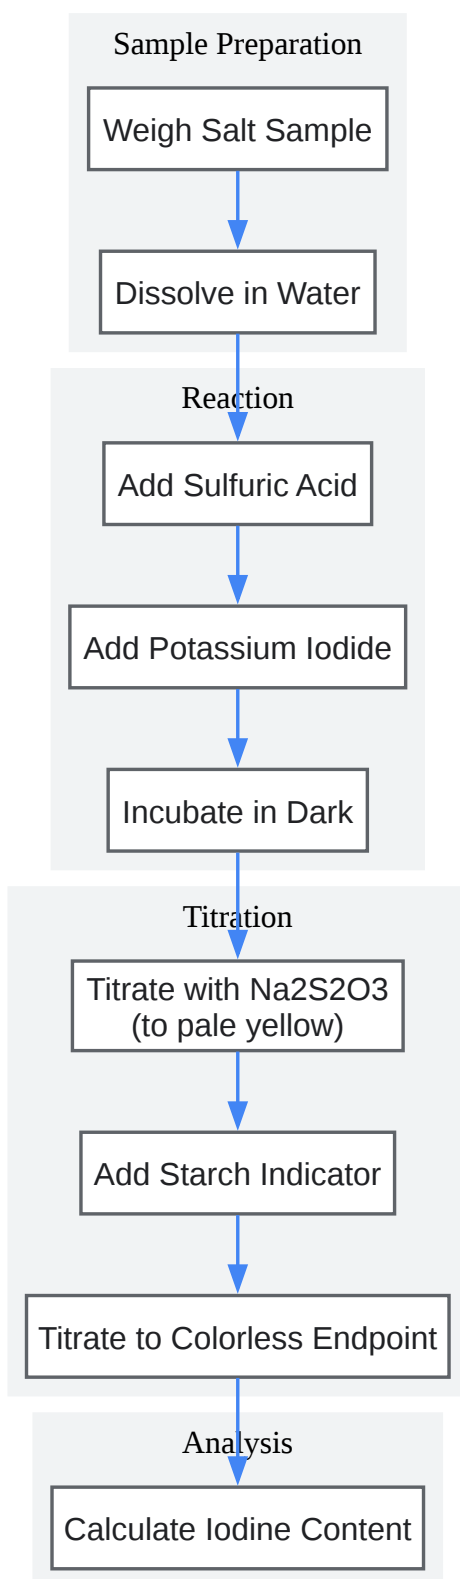 Sample Preparation
Weigh Salt Sample
Dissolve in Water
Reaction
Add Sulfuric Acid
Add Potassium Iodide
Incubate in Dark
Titration
Titrate with Na2S2O3
(to pale yellow)
Add Starch Indicator
Titrate to Colorless Endpoint
Analysis
Calculate Iodine Content